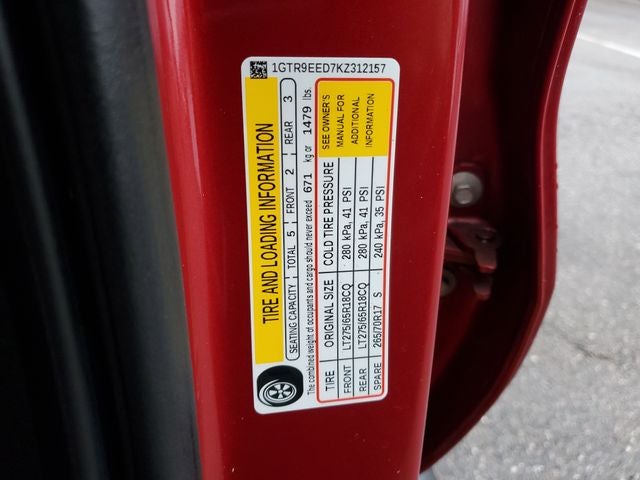 1GTR9EED7KZ312157
TIRE AND LOADING INFORMATION
SEATING CAPACITY TOTAL 5 FRONT 2 REAR 3
The combined weight of occupants and cargo should never exceed 671 kg or 1479 lbs.
TIRE ORIGINAL SIZE COLD TIRE PRESSURE
FRONT LT275/65R18CQ 280 kPa, 41 PSI
REAR LT275/65R18CQ 280 kPa, 41 PSI
SPARE 265/70R17 S 240 kPa, 35 PSI
SEE OWNER'S
MANUAL FOR
ADDITIONAL
INFORMATION